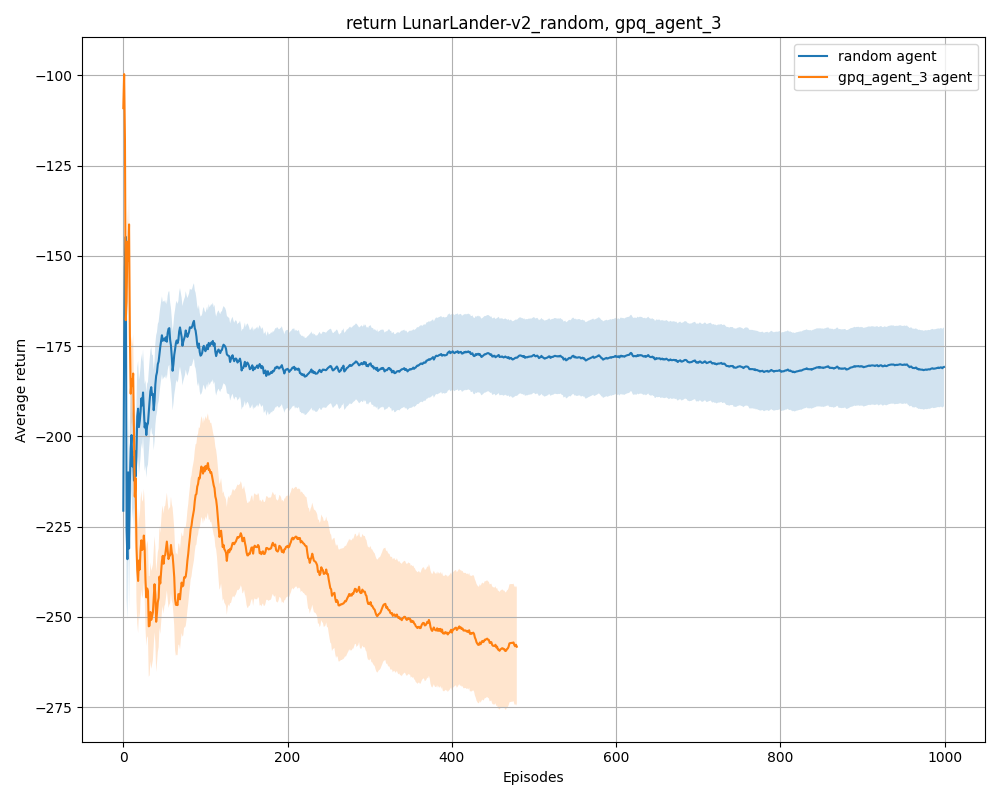 return LunarLander-v2_random, gpq_agent_3
random agent
gpq_agent_3 agent
Average return
−100
−125
−150
−175
−200
−225
−250
−275
0
200
400
600
800
1000
Episodes